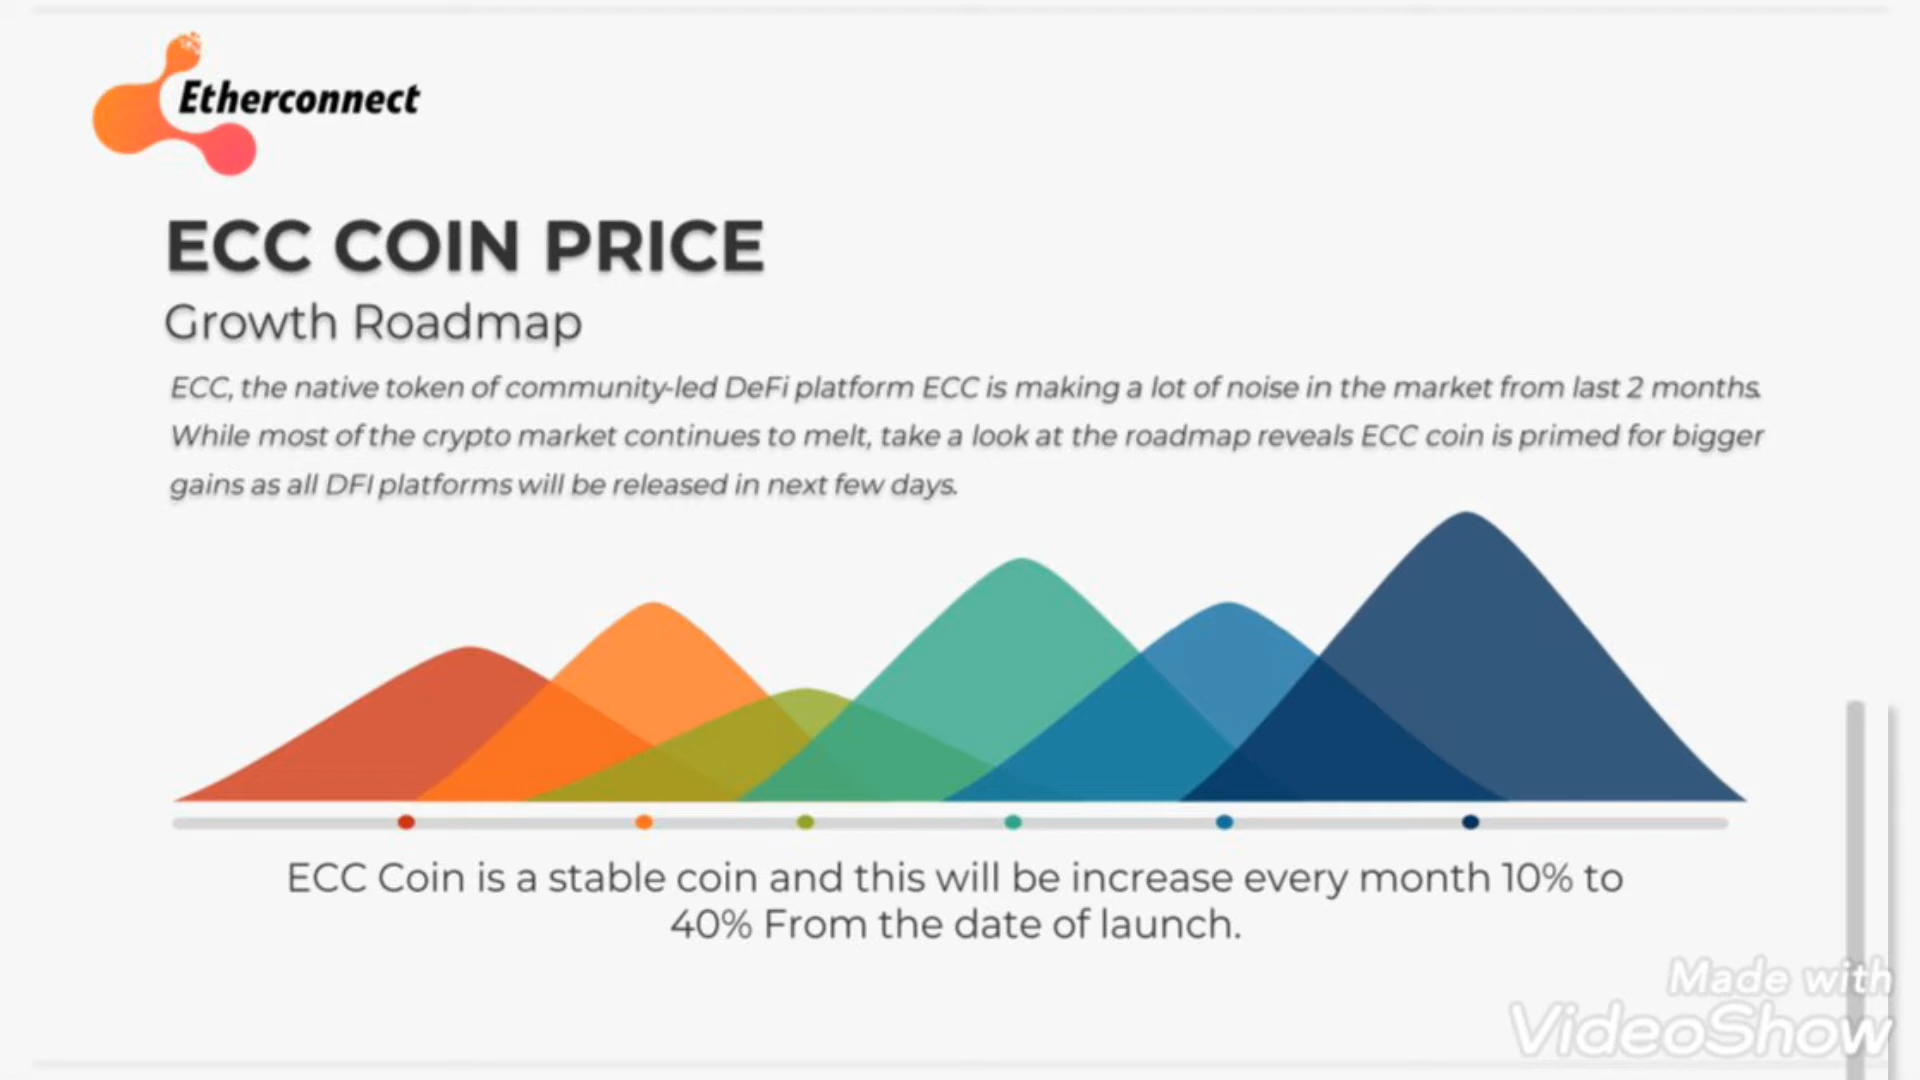 Etherconnect
ECC COIN PRICE
Growth Roadmap
ECC, the native token of community-led DeFi platform ECC is making a lot of noise in the market from last 2 months.
While most of the crypto market continues to melt, take a look at the roadmap reveals ECC coin is primed for bigger
gains as all DFI platforms will be released in next few days.
ECC Coin is a stable coin and this will be increase every month 10% to
40% From the date of launch.
Made with
VideoShow